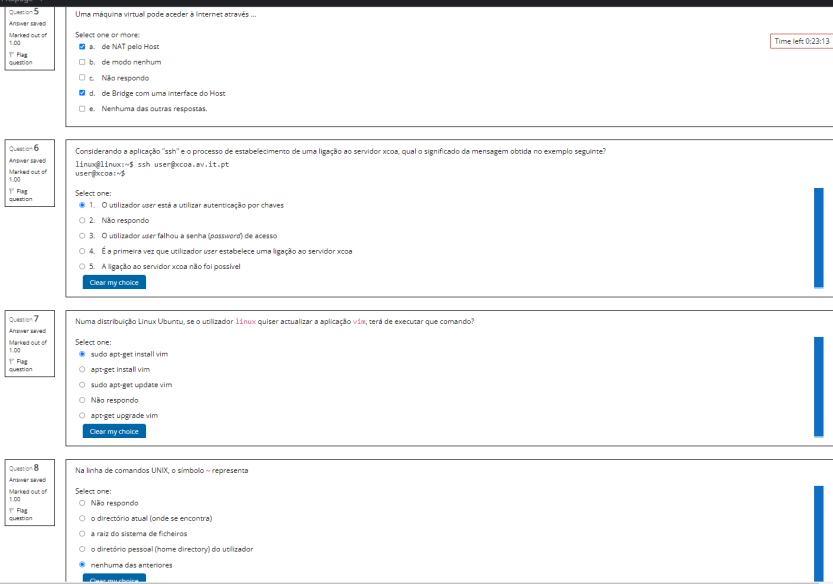 Question 5
Answer saved
Marked out of
1.00
Flag
question
Uma máquina virtual pode aceder à Internet através ...
Select one or more:
a. de NAT pelo Host
b. de modo nenhum
c. Não respondo
d. de Bridge com uma interface do Host
e. Nenhuma das outras respostas.
Time left 0:23:13
Question 6
Answer saved
Marked out of
1.00
Flag
question
Considerando a aplicação "ssh" e o processo de estabelecimento de uma ligação ao servidor xcoa, qual o significado da mensagem obtida no exemplo seguinte?
linux@linux:~$ ssh user@xcoa.av.it.pt
user@xcoa:~$
Select one:
1. O utilizador user está a utilizar autenticação por chaves
2. Não respondo
3. O utilizador user falhou a senha (password) de acesso
4. É a primeira vez que utilizador user estabelece uma ligação ao servidor xcoa
5. A ligação ao servidor xcoa não foi possível
Clear my choice
Question 7
Answer saved
Marked out of
1.00
Flag
question
Numa distribuição Linux Ubuntu, se o utilizador linux quiser actualizar a aplicação vim, terá de executar que comando?
Select one:
sudo apt-get install vim
apt-get install vim
sudo apt-get update vim
Não respondo
apt-get upgrade vim
Clear my choice
Question 8
Answer saved
Marked out of
1.00
Flag
question
Na linha de comandos UNIX, o símbolo ~ representa
Select one:
Não respondo
o directório atual (onde se encontra)
a raiz do sistema de ficheiros
o diretório pessoal (home directory) do utilizador
nenhuma das anteriores
Clear my choice